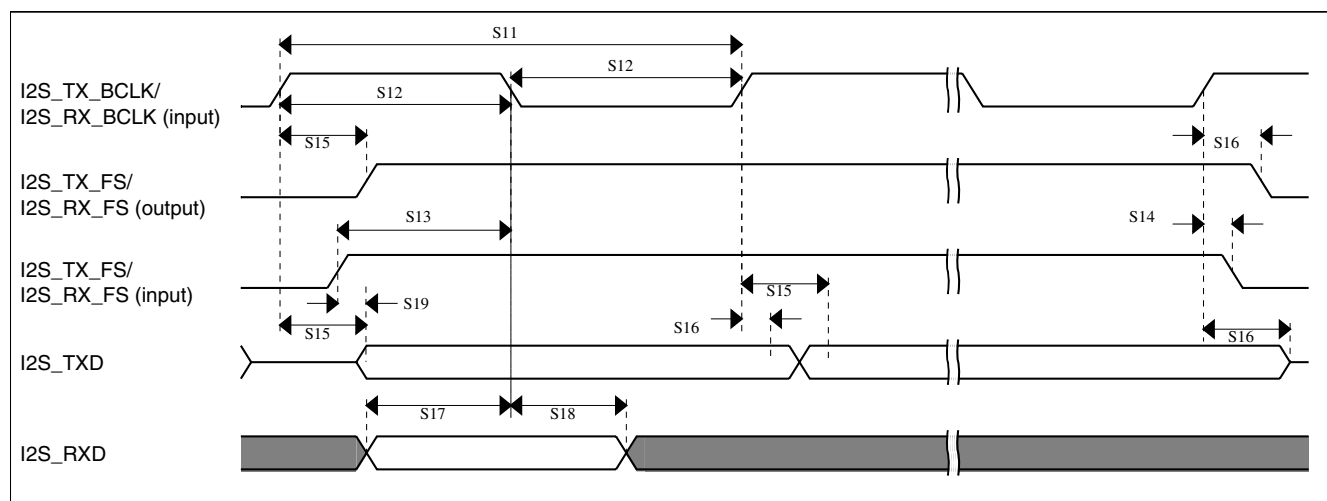 S11
S12
I2S_TX_BCLK/
I2S_RX_BCLK (input)
S12
S15
S16
I2S_TX_FS/
I2S_RX_FS (output)
S13
S14
I2S_TX_FS/
I2S_RX_FS (input)
S19
S15
S15
S16
S16
I2S_TXD
S17
S18
I2S_RXD